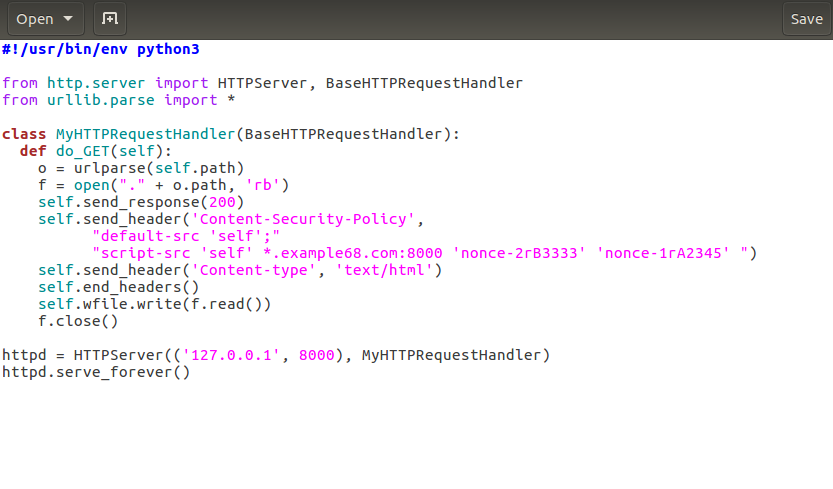 Open
Save
#!/usr/bin/env python3
from http.server import HTTPServer, BaseHTTPRequestHandler
from urllib.parse import *
class MyHTTPRequestHandler(BaseHTTPRequestHandler):
  def do_GET(self):
    o = urlparse(self.path)
    f = open("." + o.path, 'rb')
    self.send_response(200)
    self.send_header('Content-Security-Policy',
          "default-src 'self';"
          "script-src 'self' *.example68.com:8000 'nonce-2rB3333' 'nonce-1rA2345' ")
    self.send_header('Content-type', 'text/html')
    self.end_headers()
    self.wfile.write(f.read())
    f.close()
httpd = HTTPServer(('127.0.0.1', 8000), MyHTTPRequestHandler)
httpd.serve_forever()